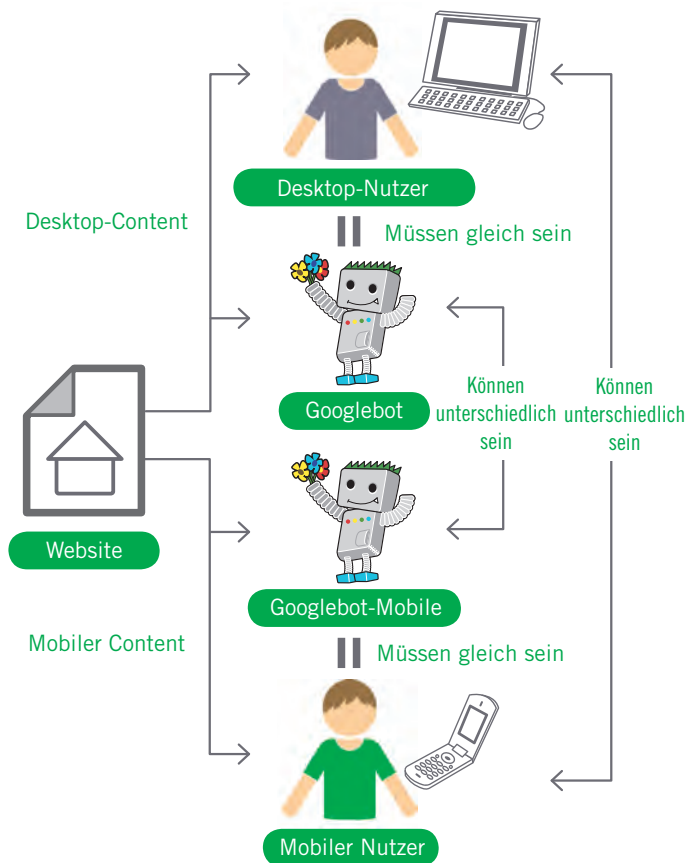 Desktop-Nutzer
Desktop-Content
Müssen gleich sein
Googlebot
Können
unterschiedlich
sein
Können
unterschiedlich
sein
Website
Googlebot-Mobile
Mobiler Content
Müssen gleich sein
Mobiler Nutzer